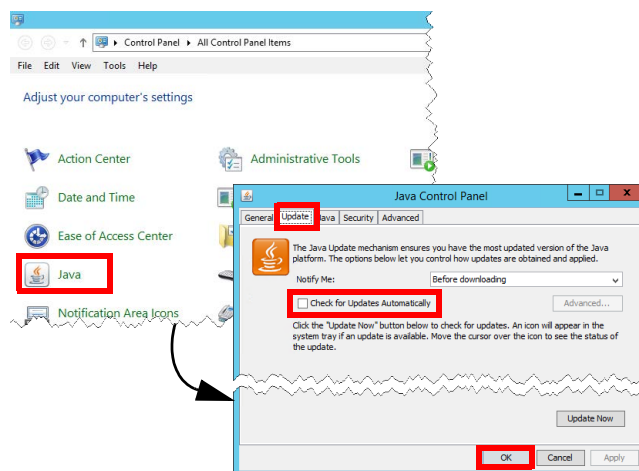 Control Panel ▸ All Control Panel Items
File Edit View Tools Help
Adjust your computer's settings
Action Center
Administrative Tools
Date and Time
Ease of Access Center
Java
Notification Area Icons
Java Control Panel
General Update Java Security Advanced
The Java Update mechanism ensures you have the most updated version of the Java
platform. The options below let you control how updates are obtained and applied.
Notify Me: Before downloading
Check for Updates Automatically Advanced...
Click the "Update Now" button below to check for updates. An icon will appear in the
system tray if an update is available. Move the cursor over the icon to see the status of
the update.
Update Now
OK Cancel Apply